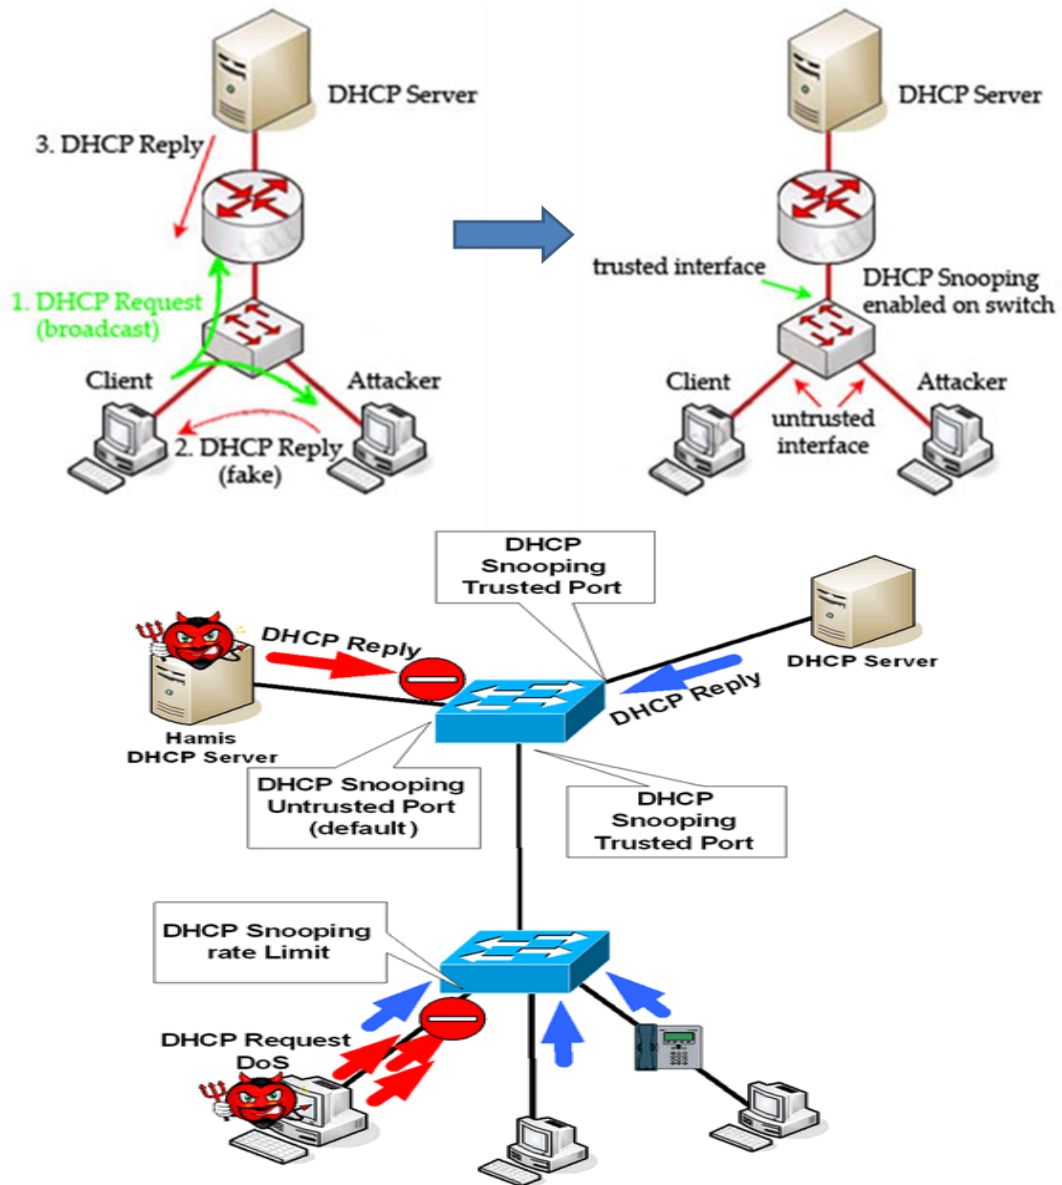 DHCP Server
3. DHCP Reply
1. DHCP Request
(broadcast)
Client
Attacker
2. DHCP Reply
(fake)
DHCP Server
trusted interface
DHCP Snooping
enabled on switch
Client
Attacker
untrusted
interface
DHCP
Snooping
Trusted Port
DHCP Reply
DHCP Server
DHCP Reply
Hamis
DHCP Server
DHCP Snooping
Untrusted Port
(default)
DHCP
Snooping
Trusted Port
DHCP Snooping
rate Limit
DHCP Request
DoS